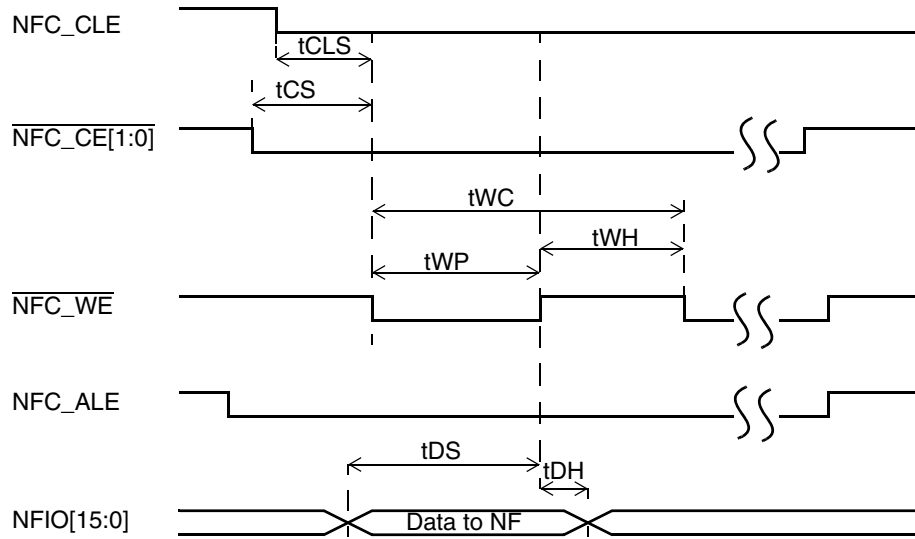 NFC_CLE
tCLS
tCS
NFC_CE[1:0]
tWC
tWH
tWP
NFC_WE
NFC_ALE
tDS
tDH
NFIO[15:0]
Data to NF